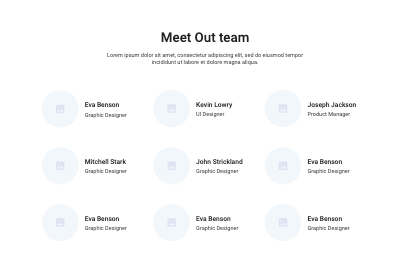 Meet Out team
Lorem ipsum dolor sit amet, consectetur adipiscing elit, sed do eiusmod tempor
incididunt ut labore et dolore magna aliqua.
Eva Benson
Graphic Designer
Kevin Lowry
UI Designer
Joseph Jackson
Product Manager
Mitchell Stark
Graphic Designer
John Strickland
Graphic Designer
Eva Benson
Graphic Designer
Eva Benson
Graphic Designer
Eva Benson
Graphic Designer
Eva Benson
Graphic Designer